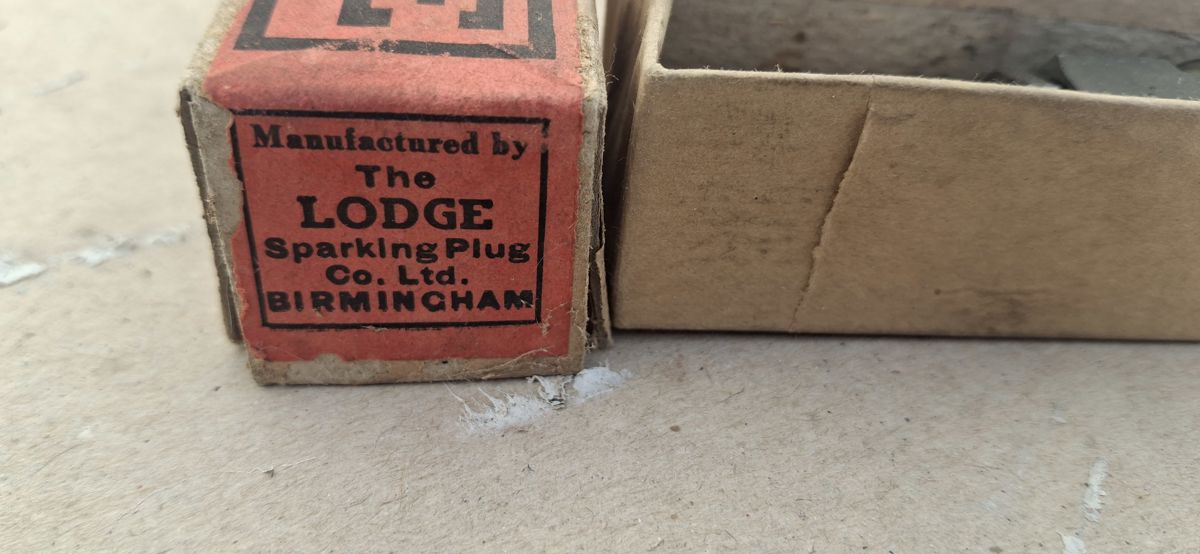 Manufactured by
The
LODGE
Sparking Plug
Co. Ltd.
BIRMINGHAM